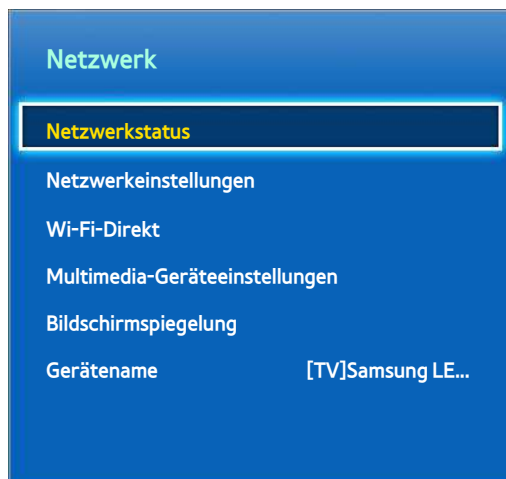 Netzwerk
Netzwerkstatus
Netzwerkeinstellungen
Wi-Fi-Direkt
Multimedia-Geräteeinstellungen
Bildschirmspiegelung
Gerätename [TV]Samsung LE...